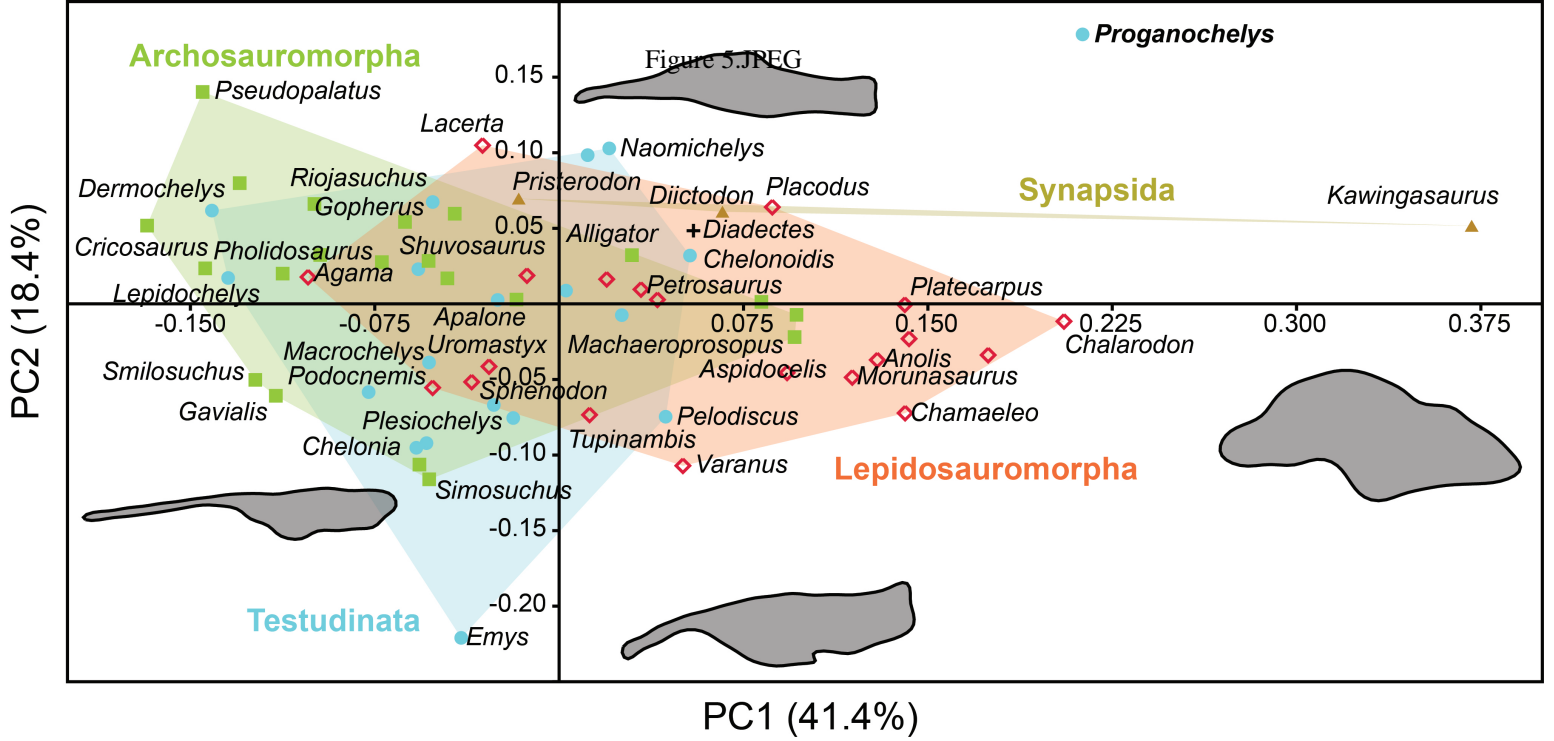 Proganochelys
Archosauromorpha
Figure 5.JPEG
0.15
Pseudopalatus
Lacerta
0.10
Naomichelys
Dermochelys
Riojasuchus
Pristerodon
Diictodon
Placodus
Synapsida
Kawingasaurus
Gopherus
0.05
Diadectes
Cricosaurus
Pholidosaurus
Shuvosaurus
Alligator
Chelonoidis
Agama
Petrosaurus
Platecarpus
Lepidochelys
-0.150
-0.075
Apalone
0.075
0.150
0.225
0.300
0.375
Macrochelys
Uromastyx
Machaeroprosopus
Anolis
Chalarodon
Smilosuchus
Podocnemis
-0.05
Aspidocelis
Morunasaurus
Sphenodon
Gavialis
Plesiochelys
Pelodiscus
Chamaeleo
Chelonia
-0.10
Tupinambis
Varanus
Lepidosauromorpha
Simosuchus
-0.15
-0.20
Testudinata
Emys
PC2 (18.4%)
PC1 (41.4%)